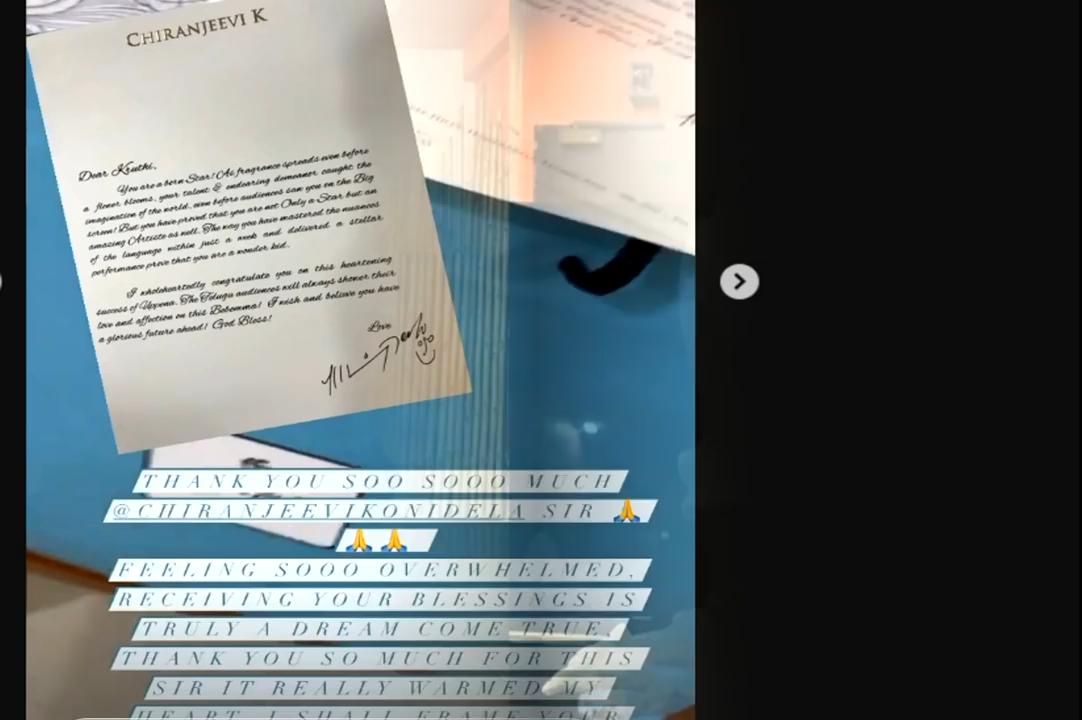 CHIRANJEEVI K
Dear Kruthi,
You are a born Star! As fragrance spreads even before
a flower blooms, your talent & endearing demeanor caught the
imagination of the world, even before audiences saw you on the Big
screen! But you have proved that you are not Only a Star but an
amazing Artiste as well. The way you have mastered the nuances
of the language within just a week and delivered a stellar
performance prove that you are a wonder kid..
I wholeheartedly congratulate you on this heartening
success of Uppena. The Telugu audiences will always shower their
love and affection on this Bebamma! I wish and believe you have
a glorious future ahead! God Bless!
Love
THANK YOU SOO SOOO MUCH
@CHIRANJEEVIKONIDELA SIR 🙏
🙏 🙏
FEELING SOOO OVERWHELMED,
RECEIVING YOUR BLESSINGS IS
TRULY A DREAM COME TRUE.
THANK YOU SO MUCH FOR THIS
SIR IT REALLY WARMED MY
HEART. I SHALL FRAME YOUR